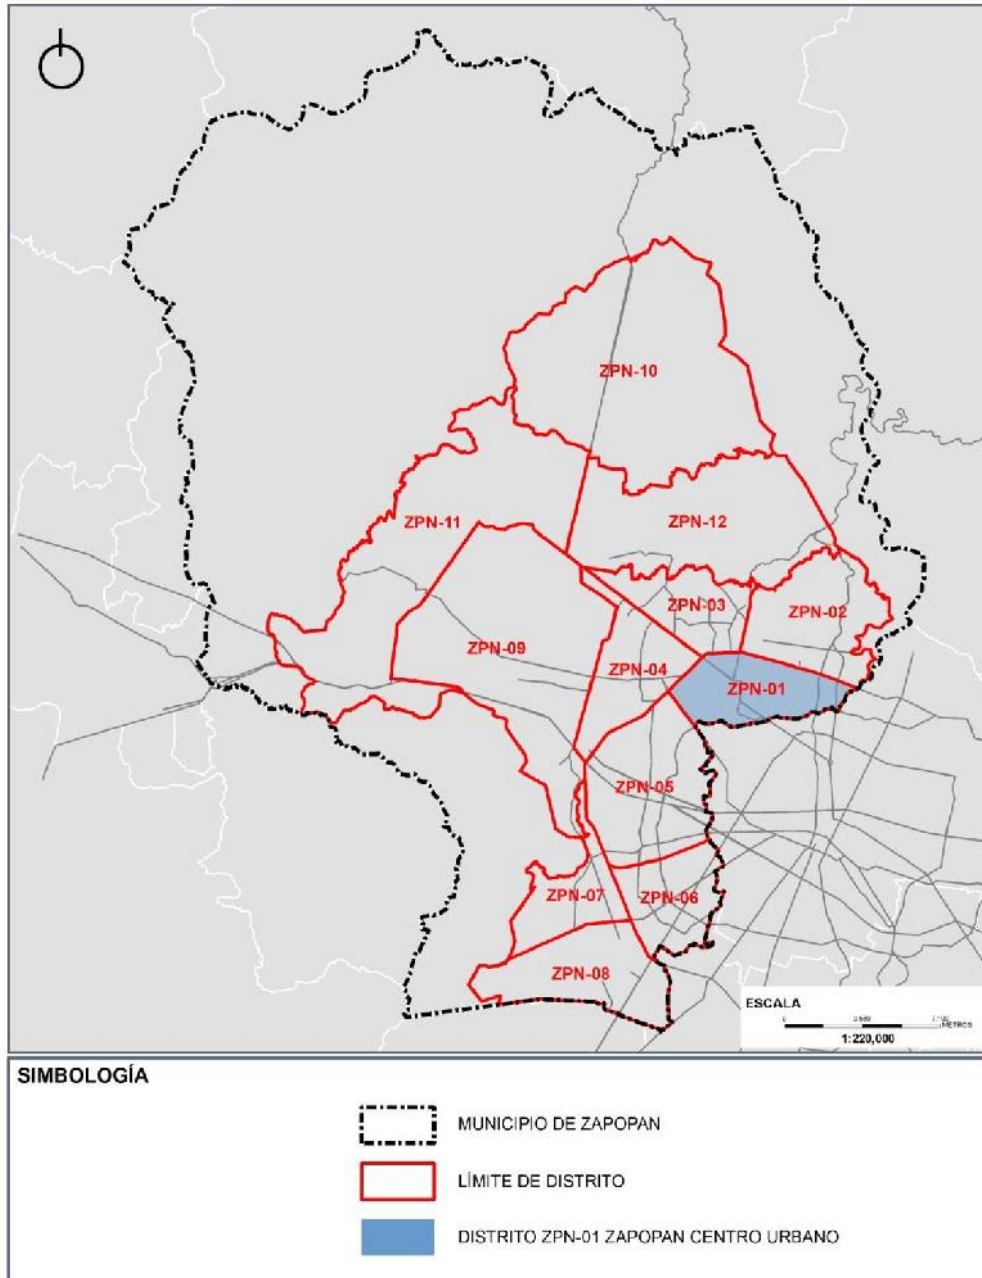 ZPN-10
ZPN-11
ZPN-12
ZPN-03
ZPN-02
ZPN-09
ZPN-04
ZPN-01
ZPN-05
ZPN-07
ZPN-06
ZPN-08
ESCALA
0
METROS
1:220,000
SIMBOLOGÍA
MUNICIPIO DE ZAPOPAN
LÍMITE DE DISTRITO
DISTRITO ZPN-01 ZAPOPAN CENTRO URBANO